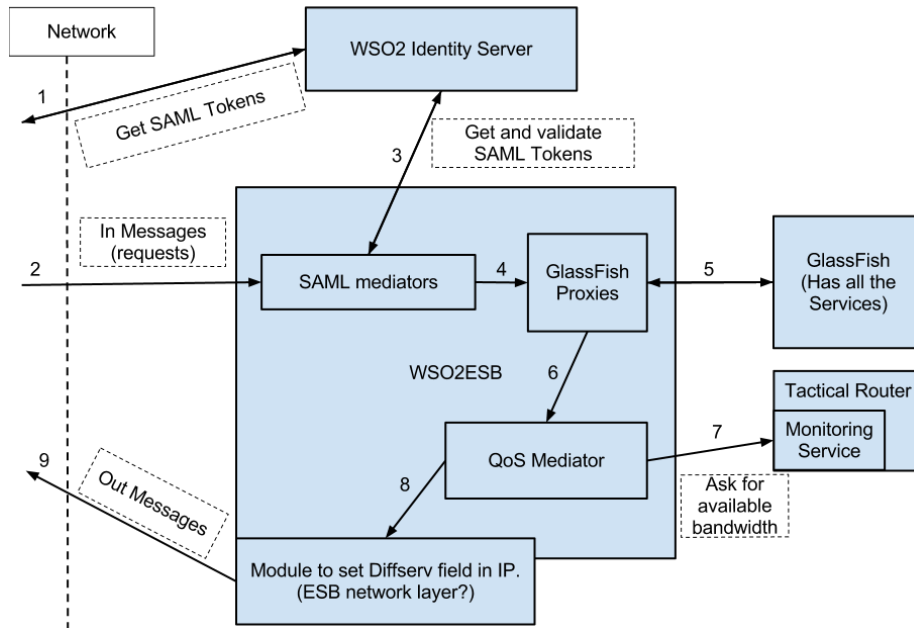 Network
WSO2 Identity Server
1
Get SAML Tokens
3
Get and validate
SAML Tokens
In Messages
(requests)
2
SAML mediators
4
GlassFish
Proxies
5
GlassFish
(Has all the
Services)
WSO2ESB
6
Tactical Router
Monitoring
Service
7
QoS Mediator
Ask for
available
bandwidth
8
9
Out Messages
Module to set Diffserv field in IP.
(ESB network layer?)